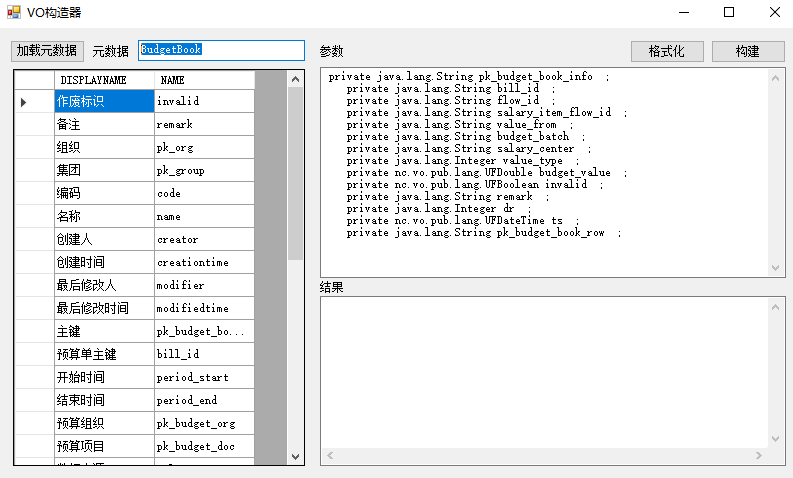 VO构造器
加载元数据 元数据 BudgetBook 参数 格式化 构建
DISPLAYNAME NAME
作废标识 invalid
备注 remark
组织 pk_org
集团 pk_group
编码 code
名称 name
创建人 creator
创建时间 creationtime
最后修改人 modifier
最后修改时间 modifiedtime
主键 pk_budget_bo...
预算单主键 bill_id
开始时间 period_start
结束时间 period_end
预算组织 pk_budget_org
预算项目 pk_budget_doc
private java.lang.String pk_budget_book_info ;
private java.lang.String bill_id ;
private java.lang.String flow_id ;
private java.lang.String salary_item_flow_id ;
private java.lang.String value_from ;
private java.lang.String budget_batch ;
private java.lang.String salary_center ;
private java.lang.Integer value_type ;
private nc.vo.pub.lang.UFDouble budget_value ;
private nc.vo.pub.lang.UFBoolean invalid ;
private java.lang.String remark ;
private java.lang.Integer dr ;
private nc.vo.pub.lang.UFDateTime ts ;
private java.lang.String pk_budget_book_row ;
结果